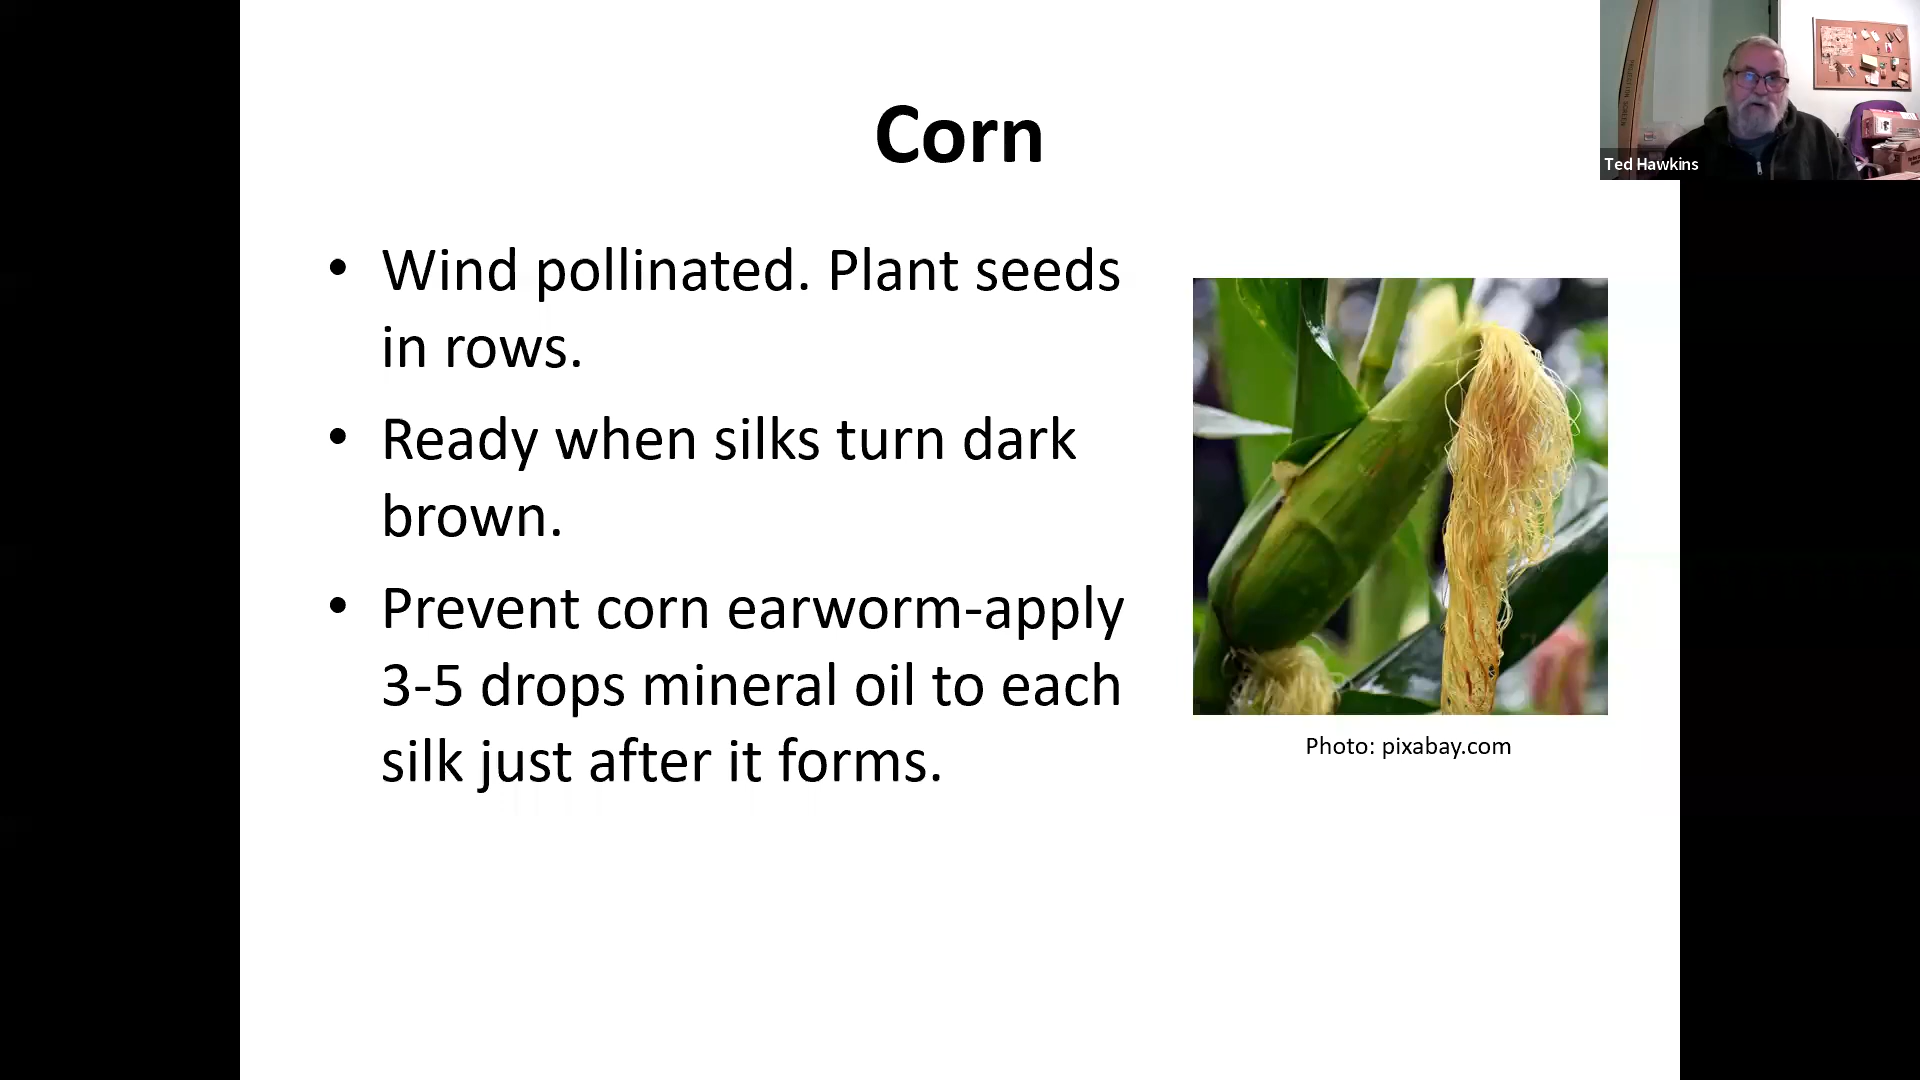 Corn
Ted Hawkins
• Wind pollinated. Plant seeds
in rows.
• Ready when silks turn dark
brown.
• Prevent corn earworm-apply
3-5 drops mineral oil to each
silk just after it forms.
Photo: pixabay.com